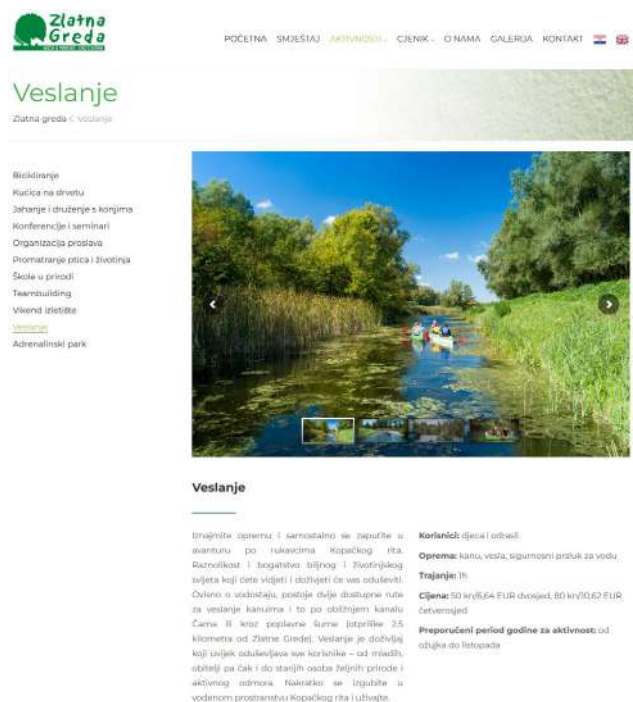 Zlatna
Greda
POČETNA SMJEŠTAJ AKTIVNOSTI CJENIK O NAMA GALERIJA KONTAKT
Veslanje
Zlatna greda Veslanje
Bicikliranje
Kućica na drvetu
Jahanje i druženje s konjima
Konferencije i seminari
Organizacija proslava
Promatranje ptica i životinja
Škole u prirodi
Teambuilding
Vikend izletište
Veslanje
Adrenalinski park
Veslanje
Iznajmite opremu i samostalno se zaputite u
avanturu po rukavcima Kopačkog rita.
Raznolikost i bogatstvo biljnog i životinjskog
svijeta koji ćete vidjeti i doživjeti će vas oduševiti.
Ovisno o vodostaju, postoje dvije dostupne rute
za veslanje kanuima i to po obližnjem kanalu
Čarna ili kroz poplavne šume (otprilike 2,5
kilometra od Zlatne Grede). Veslanje je doživljaj
koji uvijek oduševljava sve korisnike – od mladih,
obitelji pa čak i do starijih osoba željnih prirode i
aktivnog odmora. Nakratko se izgubite u
vodenom prostranstvu Kopačkog rita i uživajte.
Korisnici: djeca i odrasli
Oprema: kanu, vesla, sigurnosni prsluk za vodu
Trajanje: 1h
Cijena: 50 kn/6,64 EUR dvosjed, 80 kn/10,62 EUR
četverosjed
Preporučeni period godine za aktivnost: od
ožujka do listopada